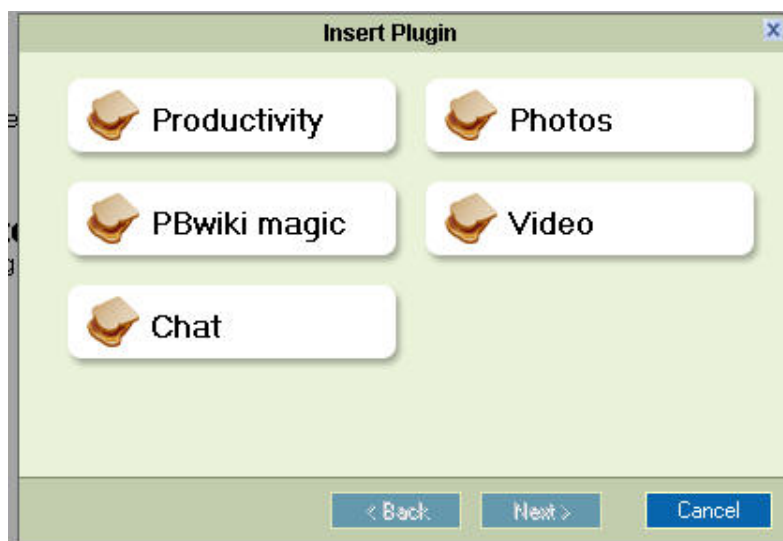 Insert Plugin
Productivity
Photos
PBwiki magic
Video
Chat
< Back
Next >
Cancel